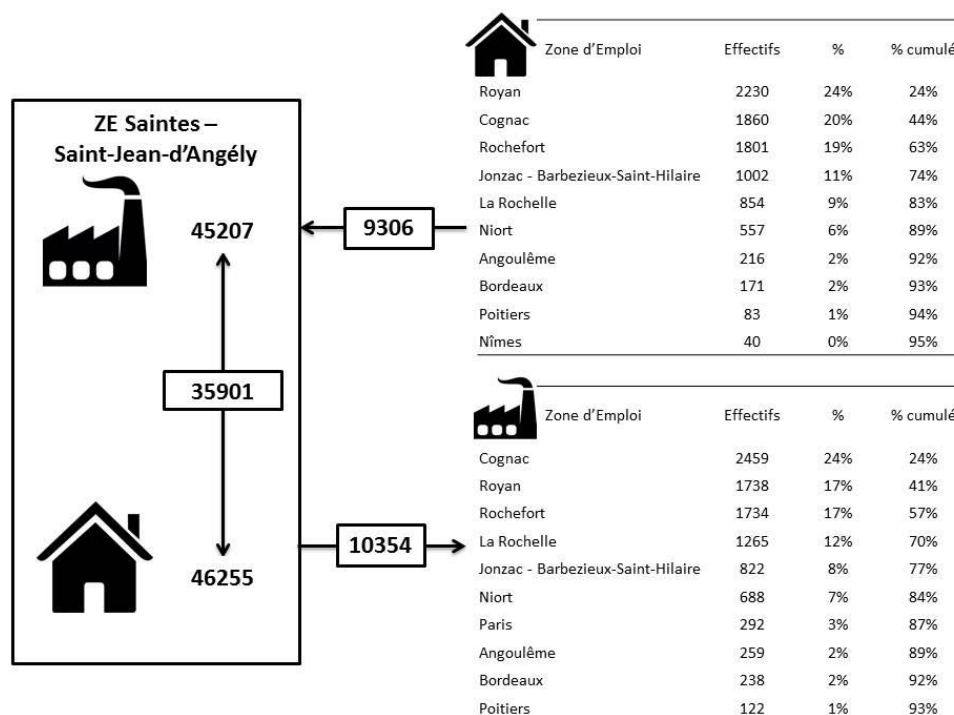 ZE Saintes –
Saint-Jean-d'Angély
45207
35901
46255
9306
10354
Zone d'Emploi Effectifs % % cumulé
Royan 2230 24% 24%
Cognac 1860 20% 44%
Rochefort 1801 19% 63%
Jonzac - Barbezieux-Saint-Hilaire 1002 11% 74%
La Rochelle 854 9% 83%
Niort 557 6% 89%
Angoulême 216 2% 92%
Bordeaux 171 2% 93%
Poitiers 83 1% 94%
Nîmes 40 0% 95%
Zone d'Emploi Effectifs % % cumulé
Cognac 2459 24% 24%
Royan 1738 17% 41%
Rochefort 1734 17% 57%
La Rochelle 1265 12% 70%
Jonzac - Barbezieux-Saint-Hilaire 822 8% 77%
Niort 688 7% 84%
Paris 292 3% 87%
Angoulême 259 2% 89%
Bordeaux 238 2% 92%
Poitiers 122 1% 93%